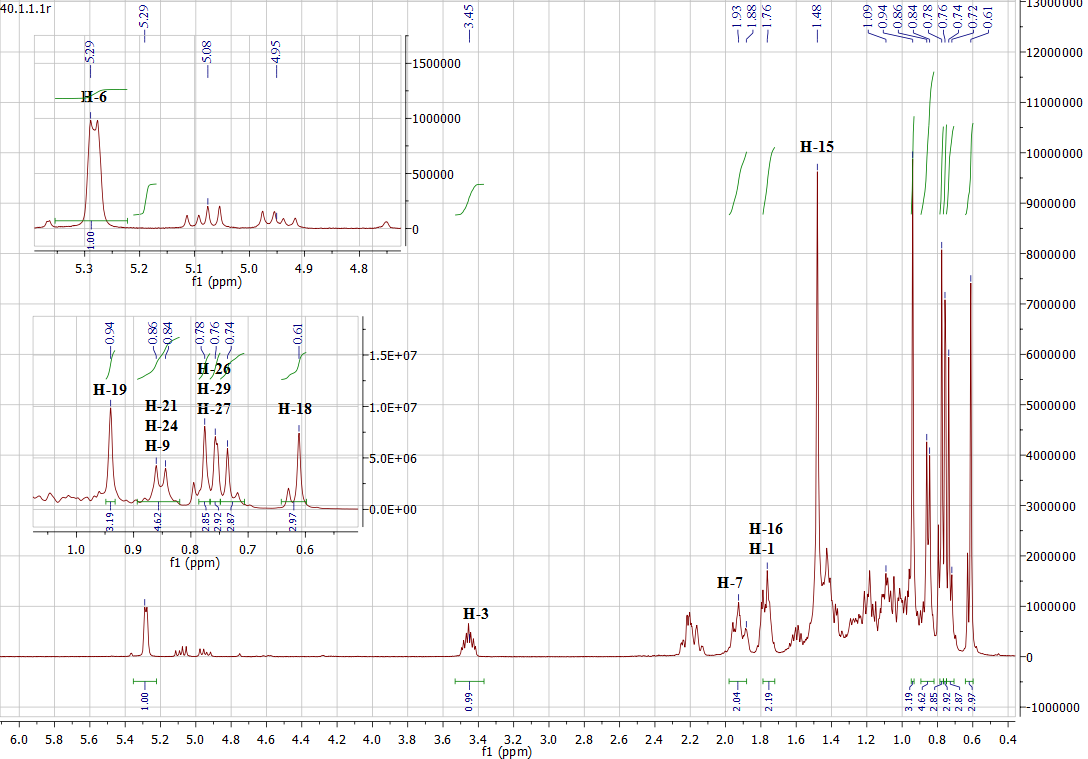 40.1.1.1r
5.29
3.45
1.93
1.88
1.76
1.48
1.09
0.94
0.86
0.84
0.78
0.76
0.74
0.72
0.61
13000000
12000000
11000000
10000000
9000000
8000000
7000000
6000000
5000000
4000000
3000000
2000000
1000000
0
-1000000
5.29
5.08
4.95
H-6
1500000
1000000
500000
0
1.00
5.3 5.2 5.1 5.0 4.9 4.8
f1 (ppm)
0.94
0.86
0.84
0.78
0.76
0.74
0.61
H-19
H-21
H-24
H-9
H-26
H-29
H-27
H-18
1.5E+07
1.0E+07
5.0E+06
0.0E+00
3.19
4.62
2.85
2.92
2.87
2.97
1.0 0.9 0.8 0.7 0.6
f1 (ppm)
H-15
H-16
H-1
H-7
H-3
1.00
0.99
2.04
2.19
3.19
4.62
2.85
2.92
2.87
2.97
6.0 5.8 5.6 5.4 5.2 5.0 4.8 4.6 4.4 4.2 4.0 3.8 3.6 3.4 3.2 3.0 2.8 2.6 2.4 2.2 2.0 1.8 1.6 1.4 1.2 1.0 0.8 0.6 0.4
f1 (ppm)